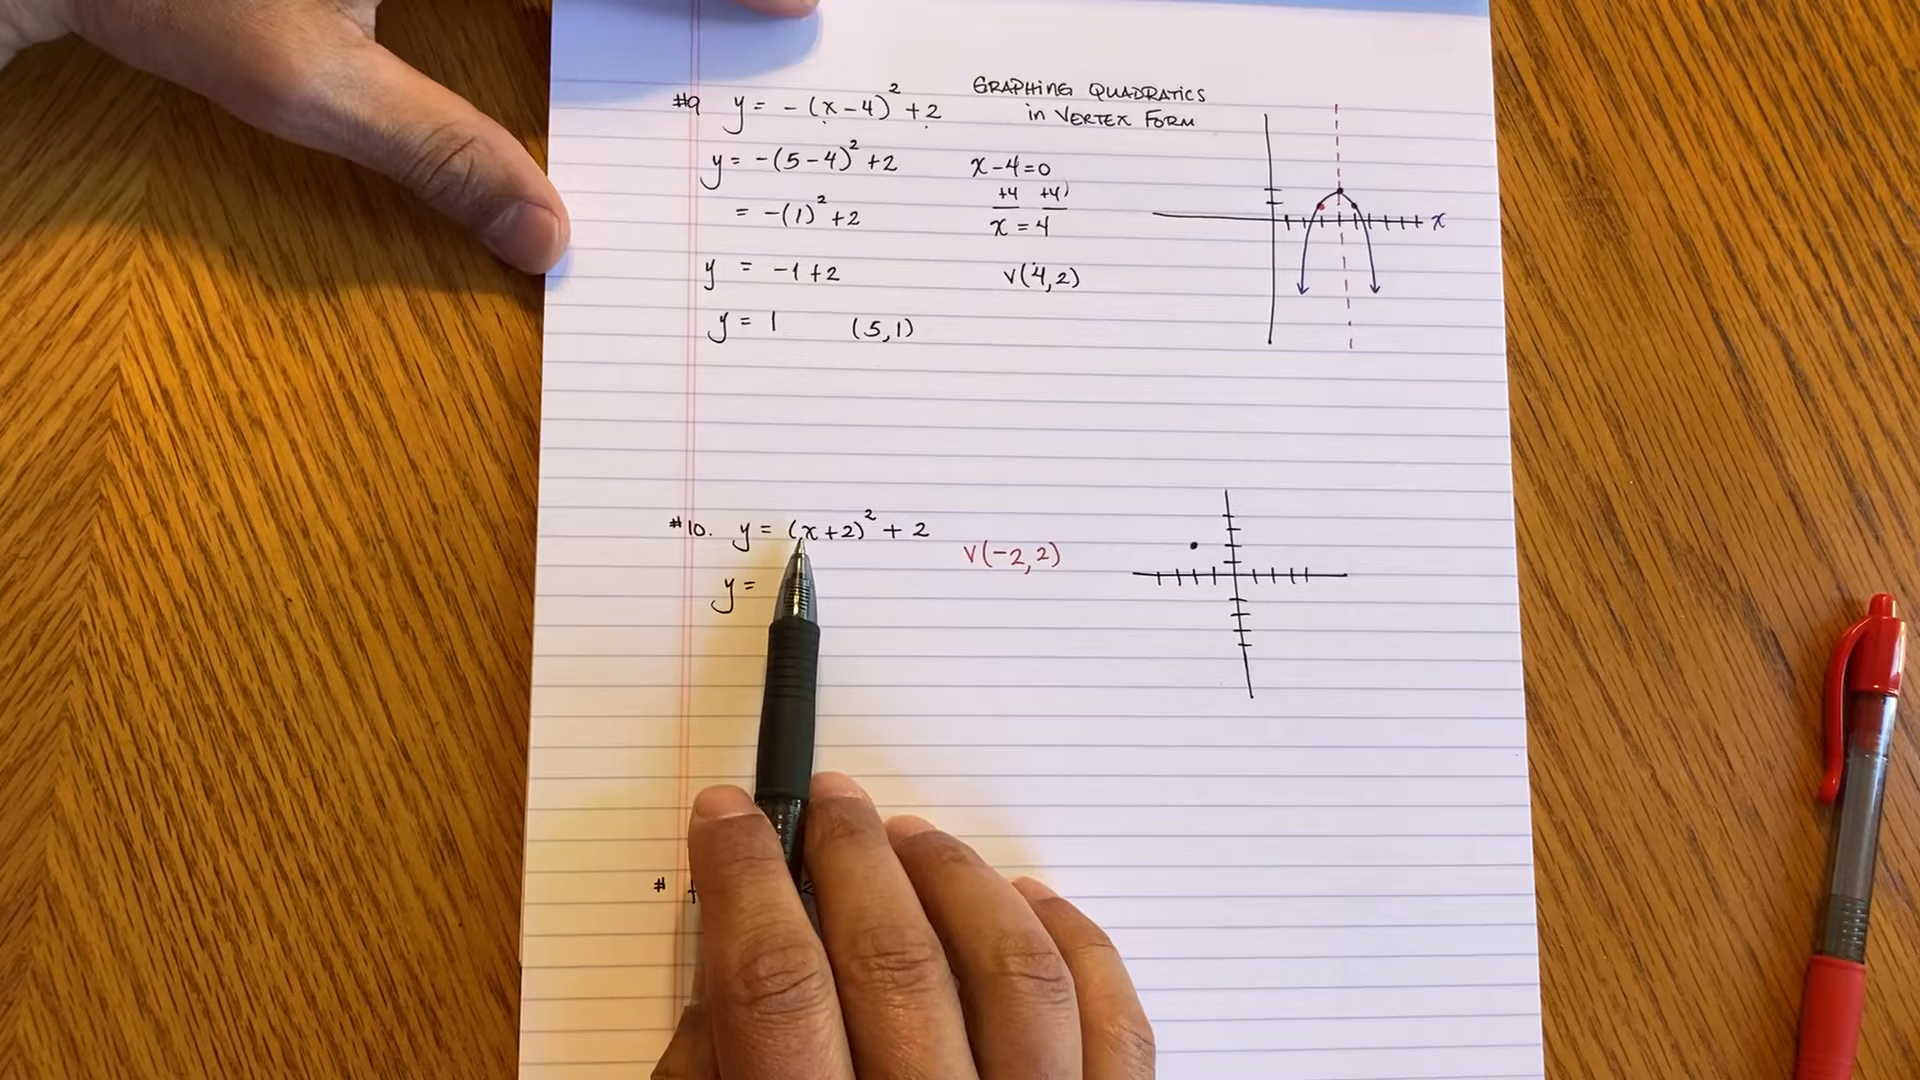 GRAPHING QUADRATICS
in VERTEX FORM
#9 y = -(x-4)² +2
y = -(5-4)² +2
= -(1)² +2
y = -1 +2
y = 1 (5,1)
x-4=0
+4 +4
x = 4
V(4,2)
x
#10. y = (x+2)² + 2
y =
V(-2,2)
#